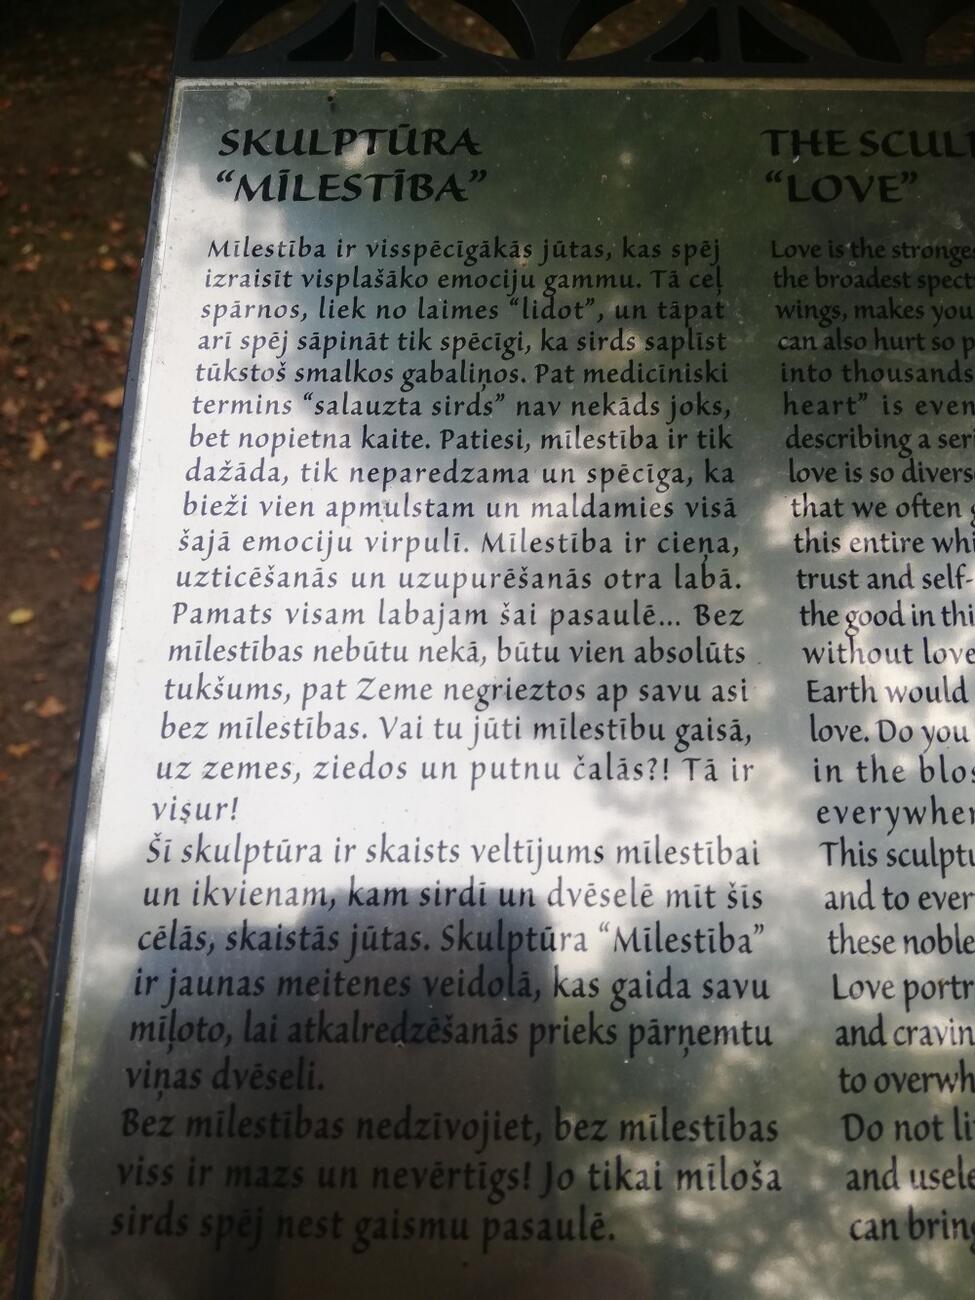 SKULPTŪRA
“MĪLESTĪBA”
Mīlestība ir visspēcīgākās jūtas, kas spēj
izraisīt visplašāko emociju gammu. Tā ceļ
spārnos, liek no laimes “lidot”, un tāpat
arī spēj sāpināt tik spēcīgi, ka sirds saplīst
tūkstoš smalkos gabaliņos. Pat medicīniski
termins “salauzta sirds” nav nekāds joks,
bet nopietna kaite. Patiesi, mīlestība ir tik
dažāda, tik neparedzama un spēcīga, ka
bieži vien apmulstam un maldamies visā
šajā emociju virpulī. Mīlestība ir cieņa,
uzticēšanās un uzupurēšanās otra labā.
Pamats visam labajam šai pasaulē... Bez
mīlestības nebūtu nekā, būtu vien absolūts
tukšums, pat Zeme negrieztos ap savu asi
bez mīlestības. Vai tu jūti mīlestību gaisā,
uz zemes, ziedos un putnu čalās?! Tā ir
visur!
Šī skulptūra ir skaists veltījums mīlestībai
un ikvienam, kam sirdī un dvēselē mīt šīs
cēlās, skaistās jūtas. Skulptūra “Mīlestība”
ir jaunas meitenes veidolā, kas gaida savu
mīļoto, lai atkalredzēšanās prieks pārņemtu
viņas dvēseli.
Bez mīlestības nedzīvojiet, bez mīlestības
viss ir mazs un nevērtīgs! Jo tikai mīloša
sirds spēj nest gaismu pasaulē.
THE SCUL
“LOVE”
Love is the stronges
the broadest spect
wings, makes you
can also hurt so p
into thousands
heart” is even
describing a seri
love is so divers
that we often g
this entire whi
trust and self-
the good in thi
without love
Earth would
love. Do you
in the blos
everywher
This sculptu
and to ever
these noble
Love portr
and cravin
to overwh
Do not li
and usele
can bring